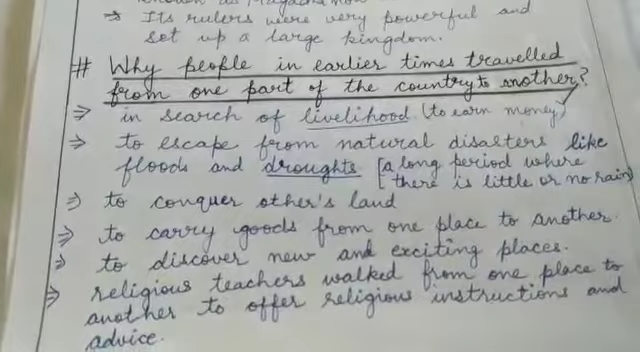 known as Magadha now
⇒ Its rulers were very powerful and
set up a large kingdom.
# Why people in earlier times travelled
from one part of the country to another?
⇒ in search of livelihood (to earn money)
⇒ to escape from natural disasters like
floods and droughts [a long period where
there is little or no rain]
⇒ to conquer other's land
⇒ to carry goods from one place to another.
⇒ to discover new and exciting places.
⇒ religious teachers walked from one place to
another to offer religious instructions and
advice.